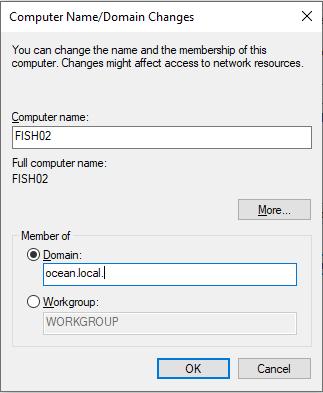 Computer Name/Domain Changes
You can change the name and the membership of this
computer. Changes might affect access to network resources.
Computer name:
FISH02
Full computer name:
FISH02
More...
Member of
Domain:
ocean.local.
Workgroup:
WORKGROUP
OK
Cancel